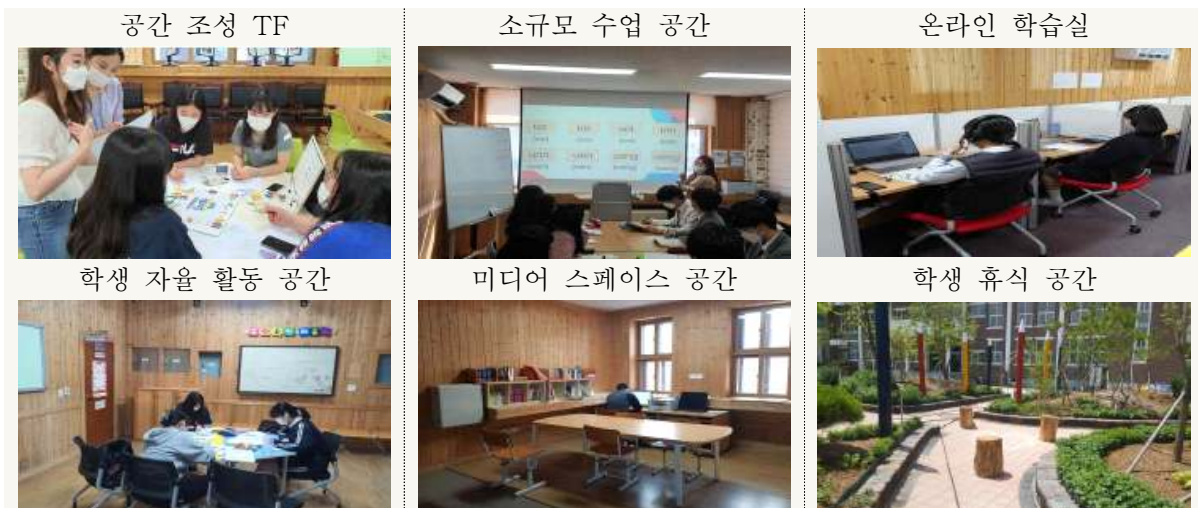 공간 조성 TF
소규모 수업 공간
온라인 학습실
학생 자율 활동 공간
미디어 스페이스 공간
학생 휴식 공간